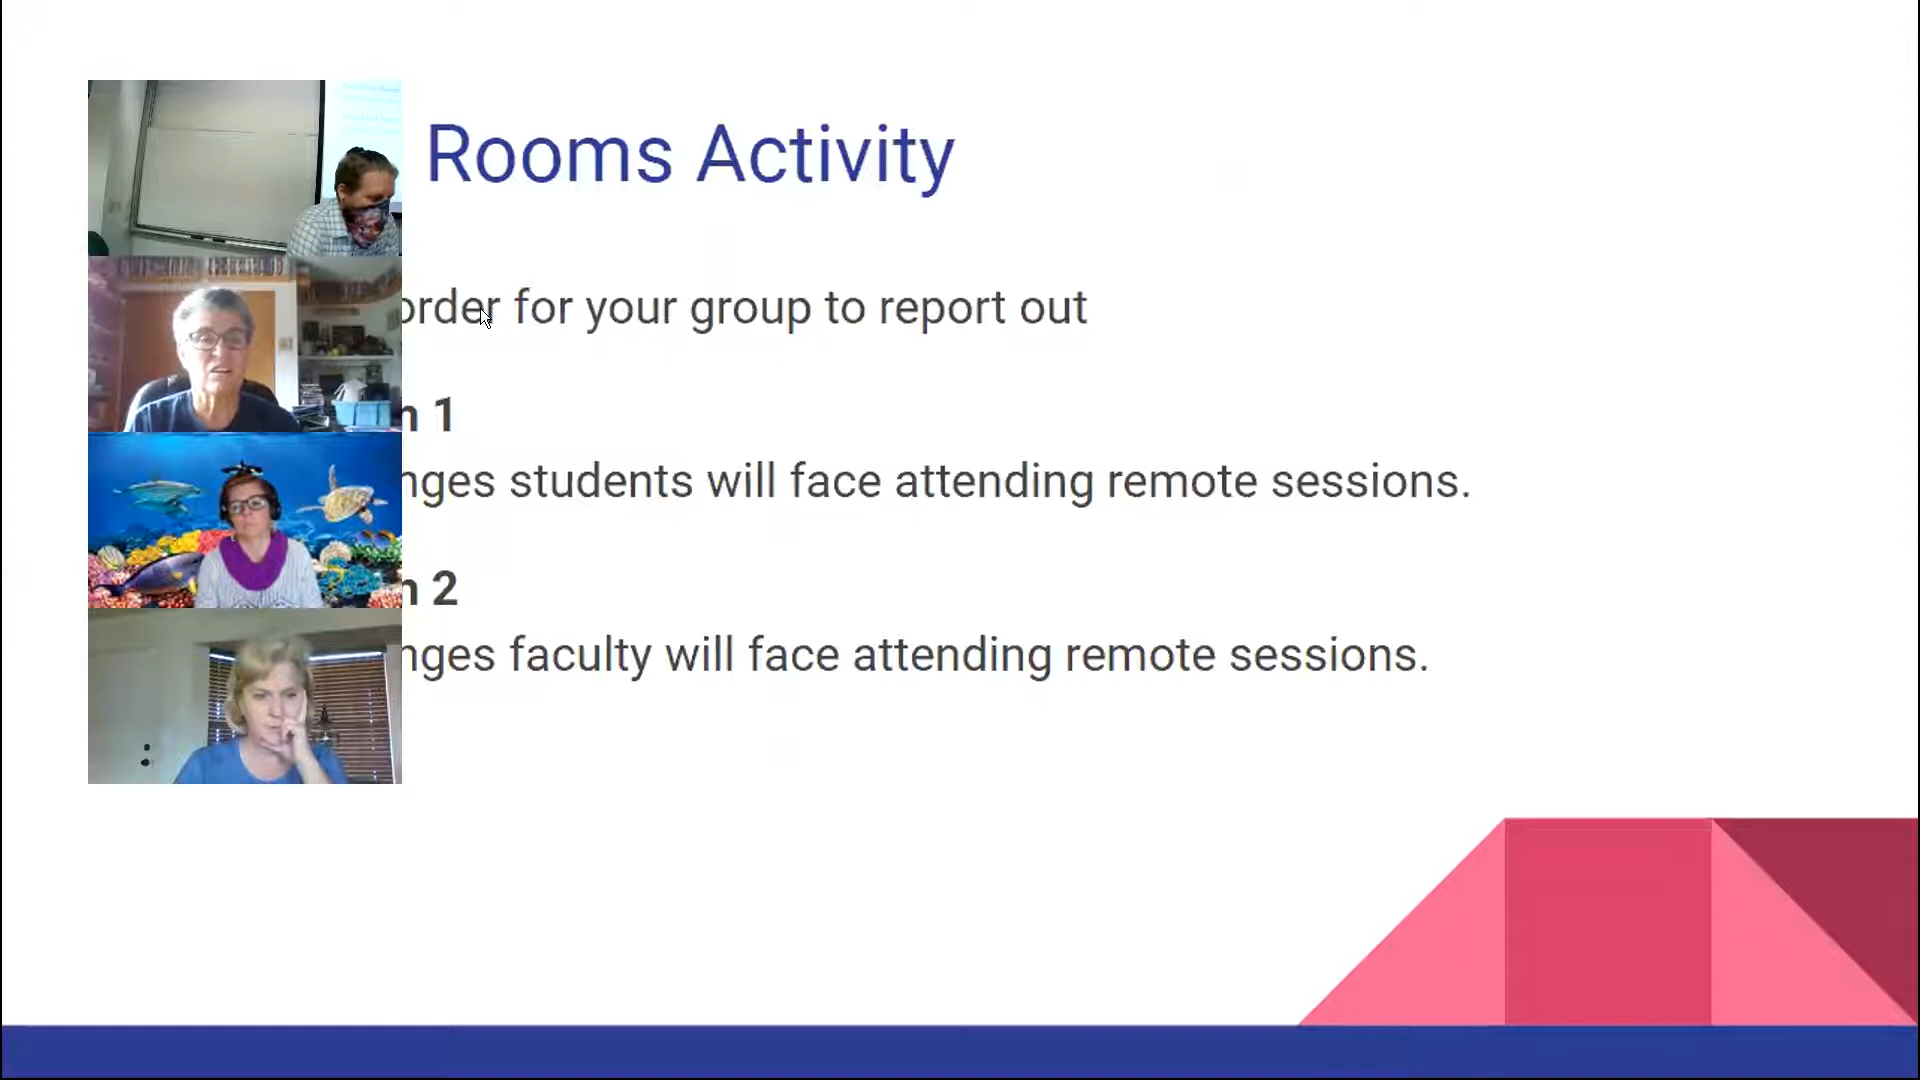 Rooms Activity
order for your group to report out
n 1
nges students will face attending remote sessions.
n 2
nges faculty will face attending remote sessions.